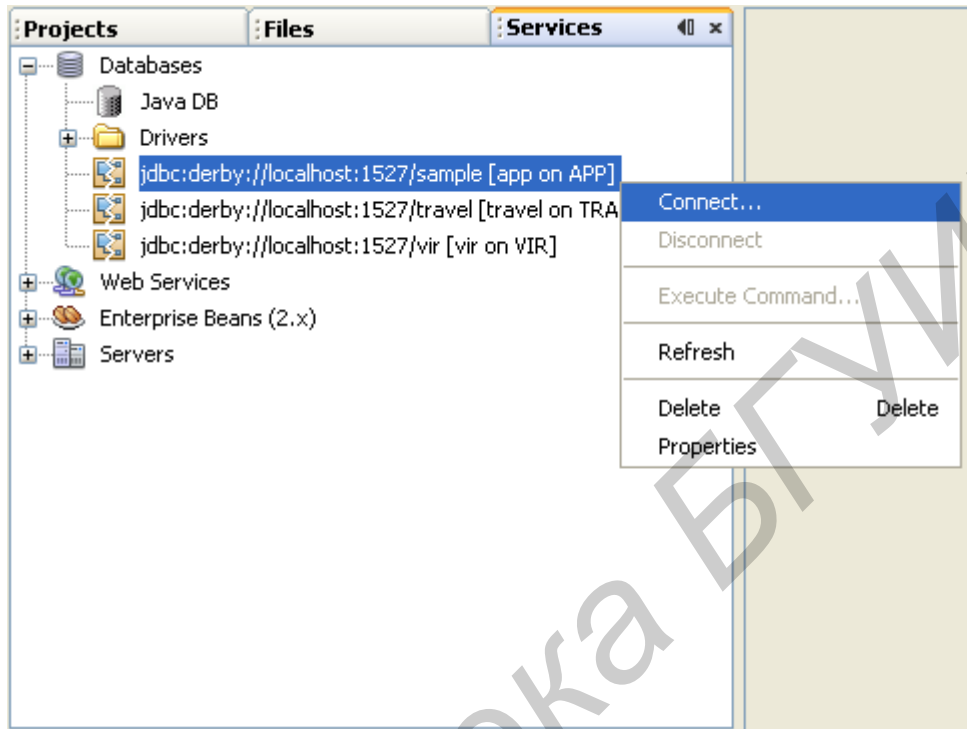 Projects Files Services
Databases
Java DB
Drivers
jdbc:derby://localhost:1527/sample [app on APP]
jdbc:derby://localhost:1527/travel [travel on TRA
jdbc:derby://localhost:1527/vir [vir on VIR]
Web Services
Enterprise Beans (2.x)
Servers
Connect...
Disconnect
Execute Command...
Refresh
Delete Delete
Properties